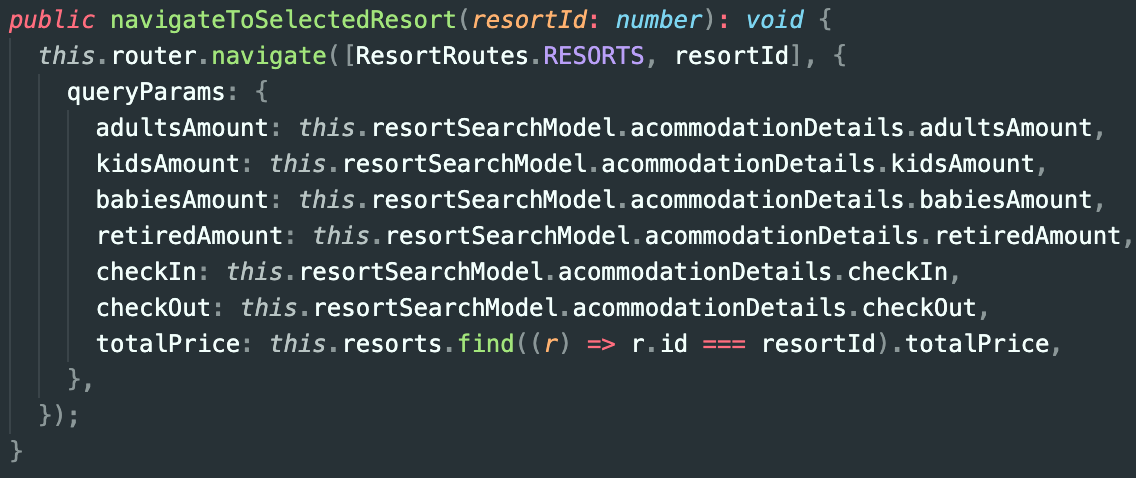 public navigateToSelectedResort(resortId: number): void {
this.router.navigate([ResortRoutes.RESORTS, resortId], {
queryParams: {
adultsAmount: this.resortSearchModel.acommodationDetails.adultsAmount,
kidsAmount: this.resortSearchModel.acommodationDetails.kidsAmount,
babiesAmount: this.resortSearchModel.acommodationDetails.babiesAmount,
retiredAmount: this.resortSearchModel.acommodationDetails.retiredAmount,
checkIn: this.resortSearchModel.acommodationDetails.checkIn,
checkOut: this.resortSearchModel.acommodationDetails.checkOut,
totalPrice: this.resorts.find((r) => r.id === resortId).totalPrice,
},
});
}